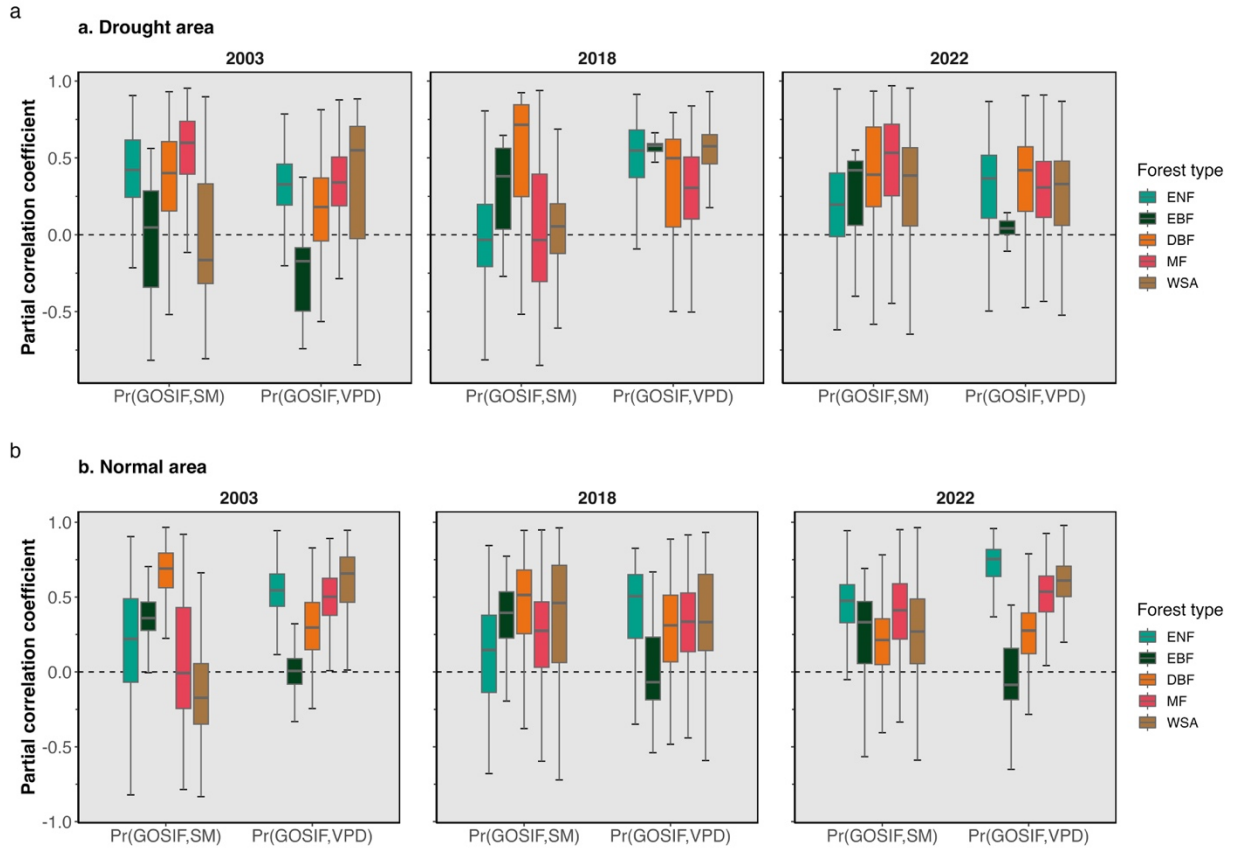 a
a. Drought area
2003
2018
2022
Partial correlation coefficient
1.0
0.5
0.0
-0.5
Pr(GOSIF,SM)
Pr(GOSIF,VPD)
Pr(GOSIF,SM)
Pr(GOSIF,VPD)
Pr(GOSIF,SM)
Pr(GOSIF,VPD)
Forest type
ENF
EBF
DBF
MF
WSA
b
b. Normal area
2003
2018
2022
Partial correlation coefficient
1.0
0.5
0.0
-0.5
-1.0
Pr(GOSIF,SM)
Pr(GOSIF,VPD)
Pr(GOSIF,SM)
Pr(GOSIF,VPD)
Pr(GOSIF,SM)
Pr(GOSIF,VPD)
Forest type
ENF
EBF
DBF
MF
WSA